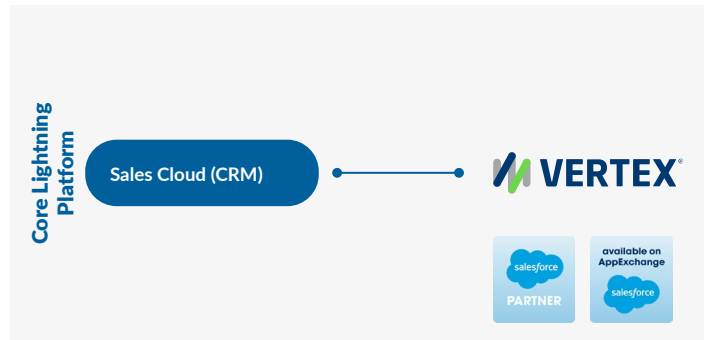 Core Lightning
Platform
Sales Cloud (CRM)
VERTEX®
salesforce
PARTNER
available on
AppExchange
salesforce